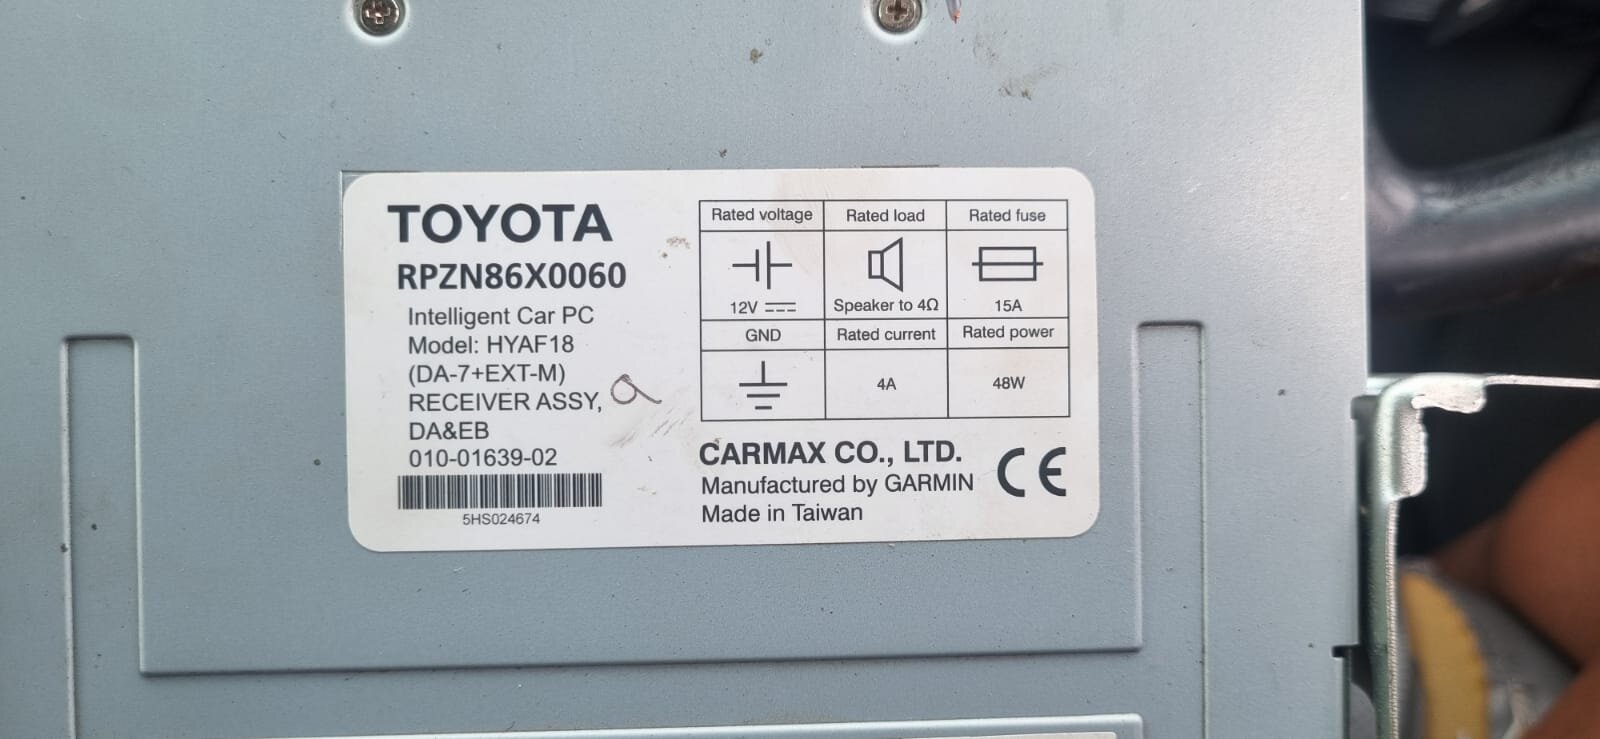 TOYOTA
RPZN86X0060
Intelligent Car PC
Model: HYAF18
(DA-7+EXT-M)
RECEIVER ASSY,
DA&EB
010-01639-02
5HS024674
Rated voltage
Rated load
Rated fuse
12V
Speaker to 4Ω
15A
GND
Rated current
Rated power
4A
48W
CARMAX CO., LTD.
Manufactured by GARMIN
Made in Taiwan
CE